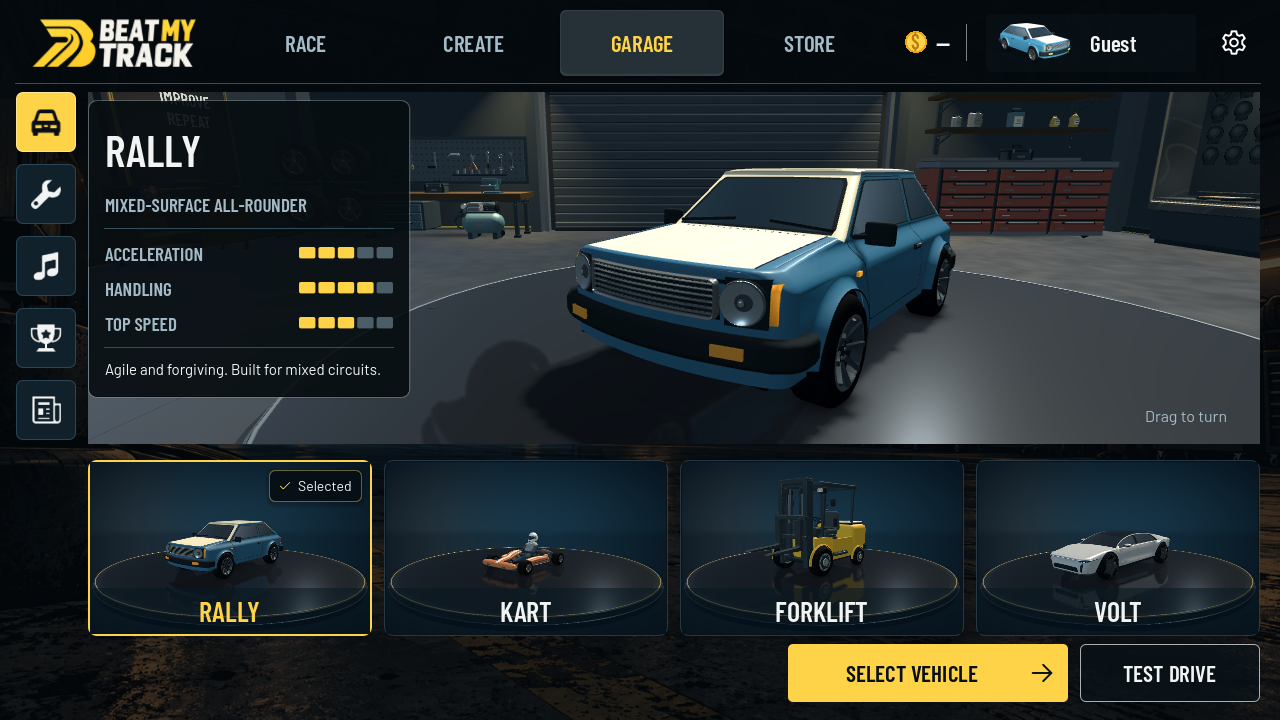 BEAT MY
TRACK
RACE
CREATE
GARAGE
STORE
–
Guest
IMPROVE
REPEAT
RALLY
MIXED-SURFACE ALL-ROUNDER
ACCELERATION
HANDLING
TOP SPEED
Agile and forgiving. Built for mixed circuits.
Drag to turn
Selected
RALLY
KART
FORKLIFT
VOLT
SELECT VEHICLE
TEST DRIVE